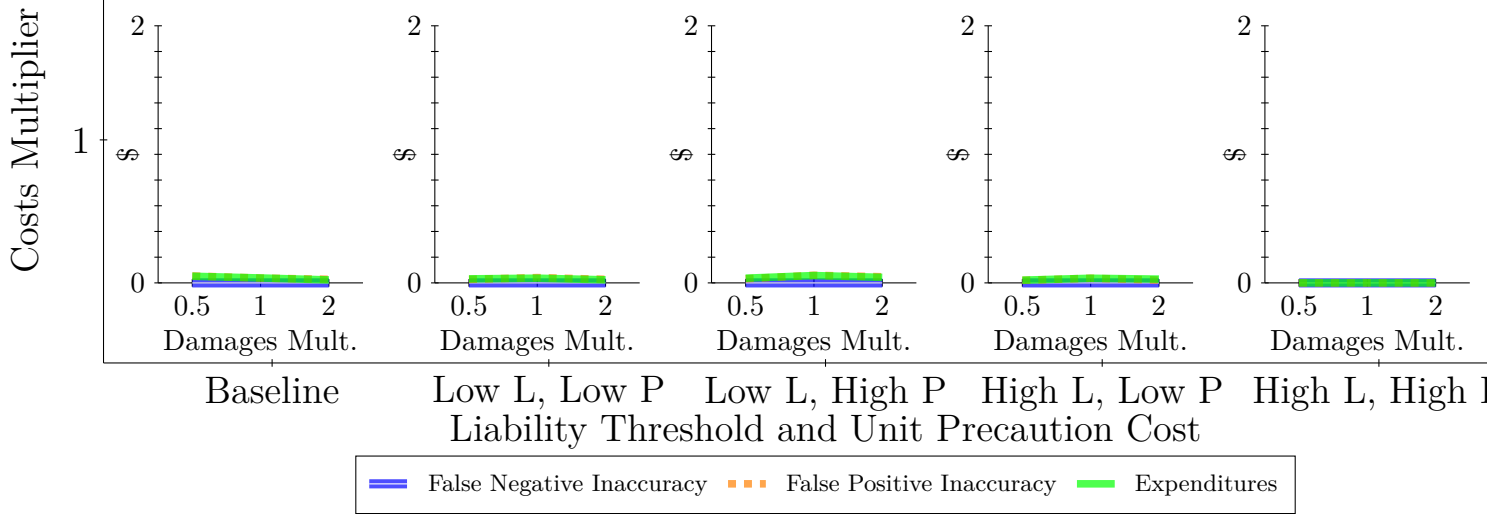 Costs Multiplier
1
2
$
0
0.5 1 2
Damages Mult.
2
$
0
0.5 1 2
Damages Mult.
2
$
0
0.5 1 2
Damages Mult.
2
$
0
0.5 1 2
Damages Mult.
2
$
0
0.5 1 2
Damages Mult.
Baseline
Low L, Low P
Low L, High P
High L, Low P
High L, High
Liability Threshold and Unit Precaution Cost
False Negative Inaccuracy
False Positive Inaccuracy
Expenditures